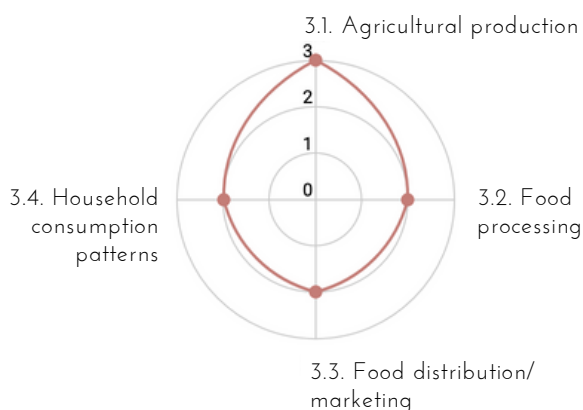 3.1. Agricultural production
3
2
1
0
3.4. Household
consumption
patterns
3.2. Food
processing
3.3. Food distribution/
marketing